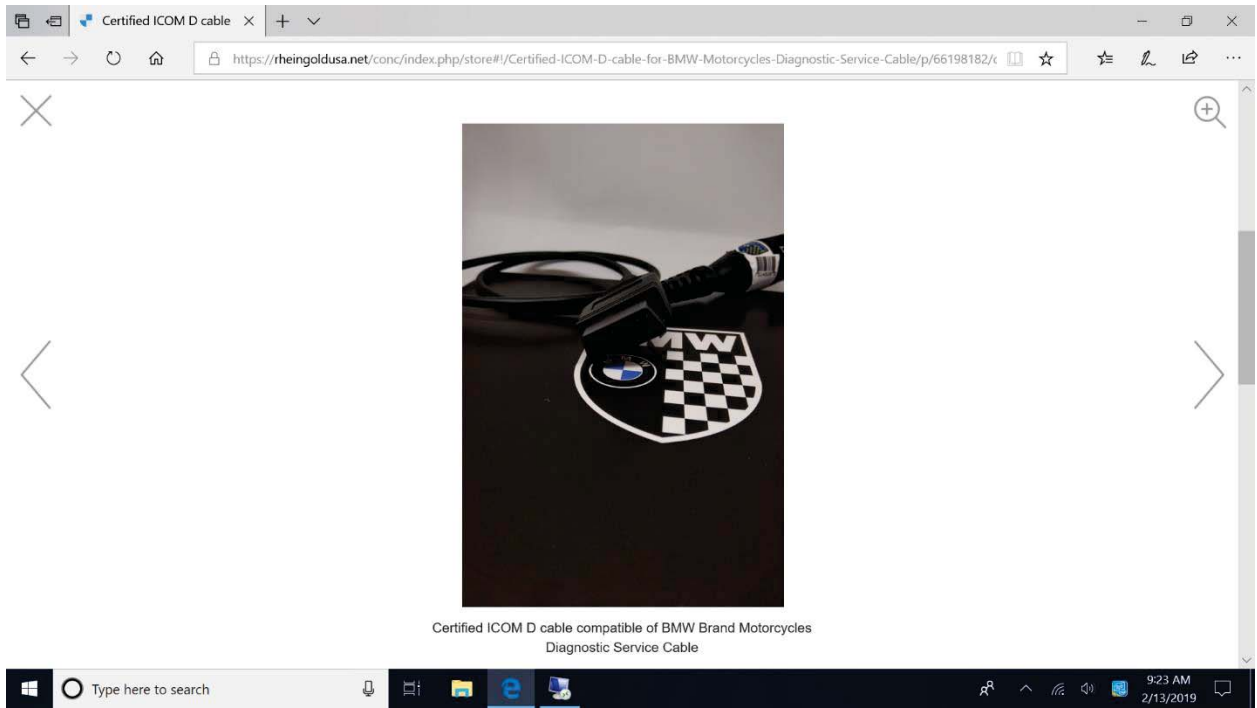 Certified ICOM D cable
https://rheingoldusa.net/conc/index.php/store#!/Certified-ICOM-D-cable-for-BMW-Motorcycles-Diagnostic-Service-Cable/p/66198182/c
MW
BMW
Certified ICOM D cable compatible of BMW Brand Motorcycles
Diagnostic Service Cable
Type here to search
9:23 AM
2/13/2019